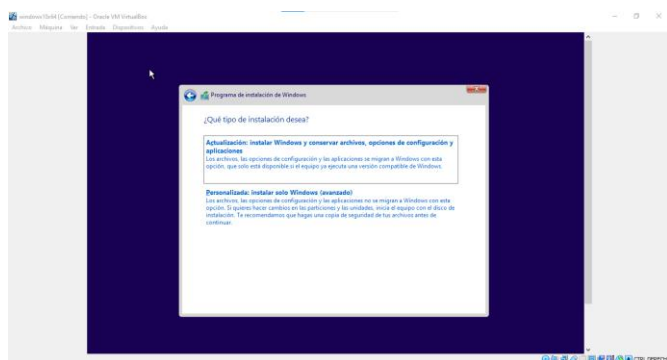 windows10x64 [Corriendo] - Oracle VM VirtualBox
Archivo Máquina Ver Entrada Dispositivos Ayuda
Programa de instalación de Windows
¿Qué tipo de instalación desea?
Actualización: instalar Windows y conservar archivos, opciones de configuración y
aplicaciones
Los archivos, las opciones de configuración y las aplicaciones se migran a Windows con esta
opción, que solo está disponible si el equipo ya ejecuta una versión compatible de Windows.
Personalizada: instalar solo Windows (avanzado)
Los archivos, las opciones de configuración y las aplicaciones no se migran a Windows con esta
opción. Si quieres hacer cambios en las particiones y las unidades, inicia el equipo con el disco de
instalación. Te recomendamos que hagas una copia de seguridad de tus archivos antes de
continuar.
CTRL DERECHA